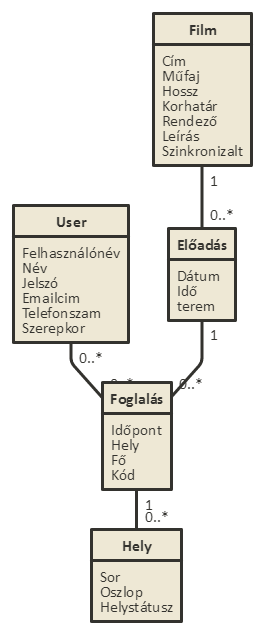 Film
Cím
Műfaj
Hossz
Korhatár
Rendező
Leírás
Szinkronizalt
1
0..*
User
Felhasználónév
Név
Jelszó
Emailcim
Telefonszam
Szerepkor
Előadás
Dátum
Idő
terem
0..*
1
0..*
0..*
Foglalás
Időpont
Hely
Fő
Kód
1
0..*
Hely
Sor
Oszlop
Helystátusz